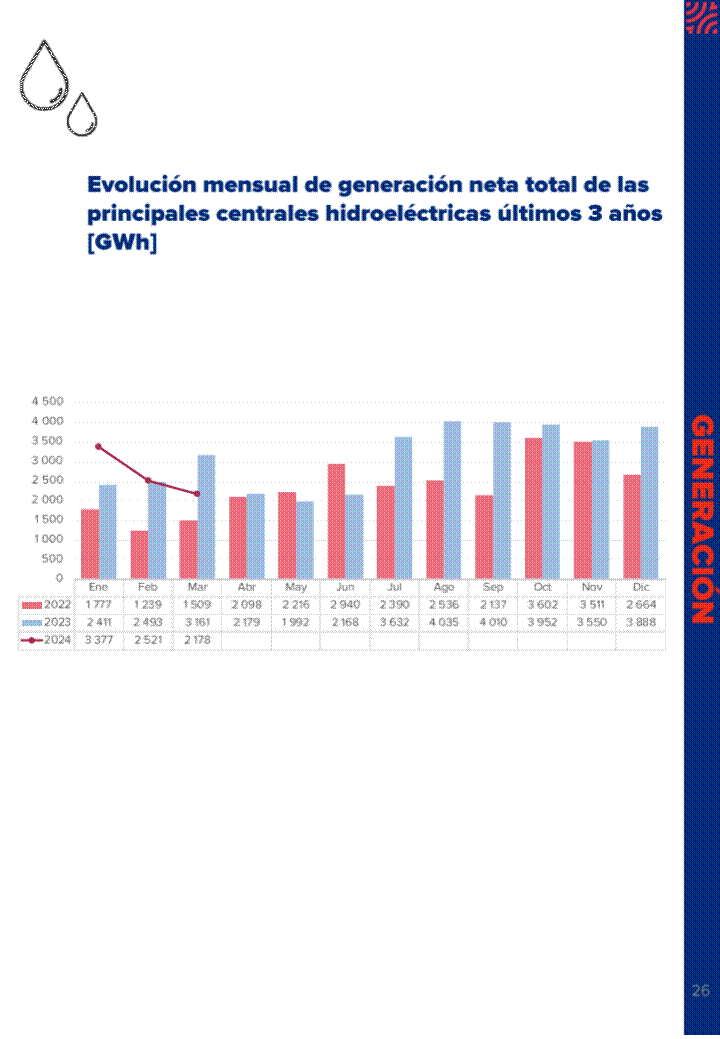 Evolución mensual de generación neta total de las
principales centrales hidroeléctricas últimos 3 años
[GWh]
4 500
4 000
3 500
3 000
2 500
2 000
1 500
1 000
500
0
Ene Feb Mar Abr May Jun Jul Ago Sep Oct Nov Dic
2022 1 777 1 239 1 509 2 098 2 216 2 940 2 390 2 536 2 137 3 602 3 511 2 664
2023 2 411 2 493 3 161 2 179 1 992 2 168 3 632 4 035 4 010 3 952 3 550 3 888
2024 3 377 2 521 2 178
GENERACIÓN
26